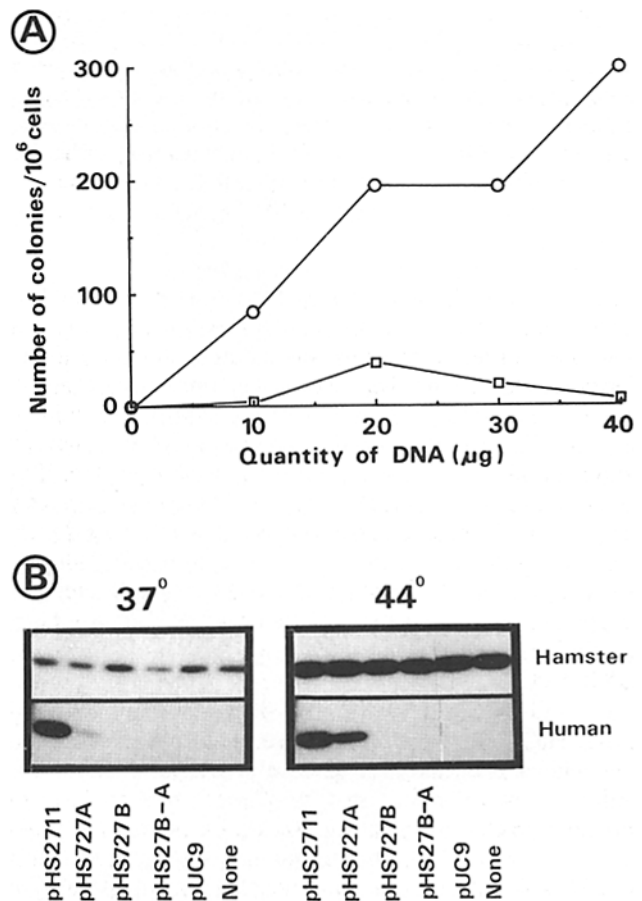 A
300
200
100
0
0 10 20 30 40
Number of colonies/10⁶ cells
Quantity of DNA (µg)
B
37° 44°
Hamster
Human
pHS2711
pHS727A
pHS727B
pHS27B-A
pUC9
None
pHS2711
pHS727A
pHS727B
pHS27B-A
pUC9
None